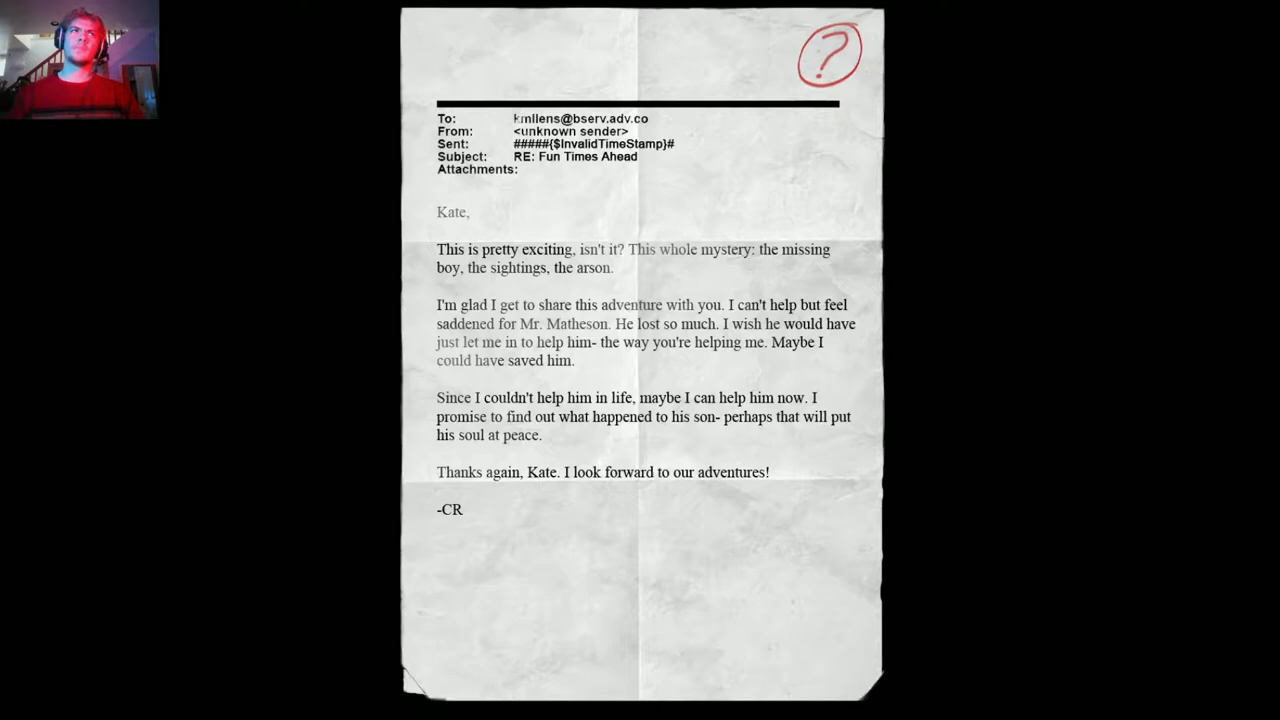 ?
To: kmllens@bserv.adv.co
From: <unknown sender>
Sent: #####{$InvalidTimeStamp}#
Subject: RE: Fun Times Ahead
Attachments:
Kate,
This is pretty exciting, isn't it? This whole mystery: the missing
boy, the sightings, the arson.
I'm glad I get to share this adventure with you. I can't help but feel
saddened for Mr. Matheson. He lost so much. I wish he would have
just let me in to help him- the way you're helping me. Maybe I
could have saved him.
Since I couldn't help him in life, maybe I can help him now. I
promise to find out what happened to his son- perhaps that will put
his soul at peace.
Thanks again, Kate. I look forward to our adventures!
-CR